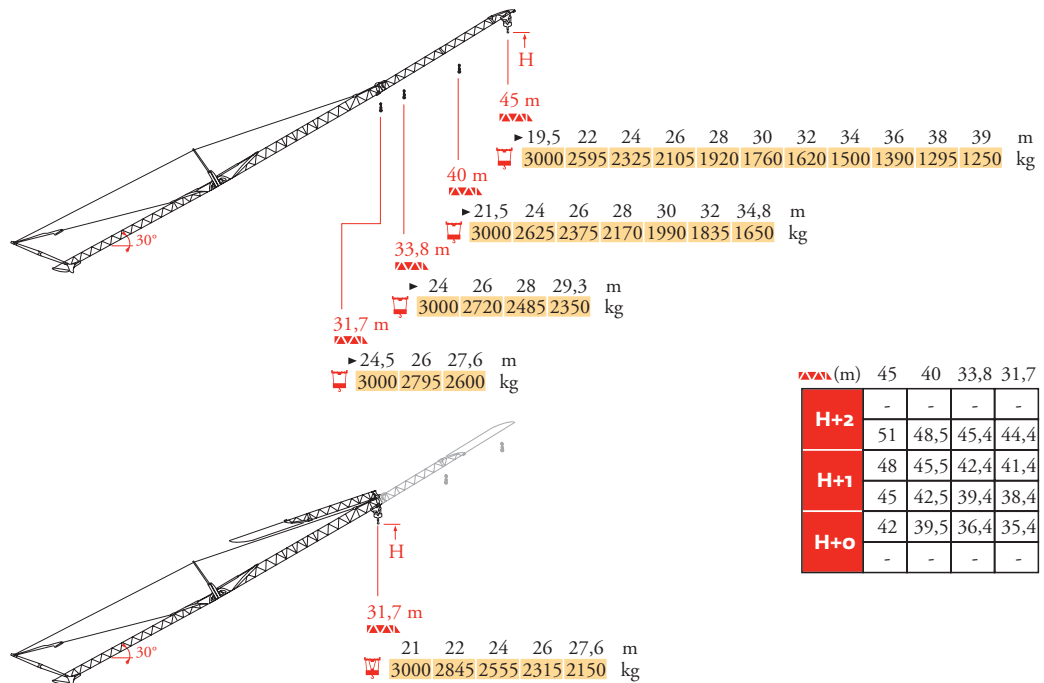 H
45 m
►19,5 22 24 26 28 30 32 34 36 38 39 m
3000 2595 2325 2105 1920 1760 1620 1500 1390 1295 1250 kg
40 m
►21,5 24 26 28 30 32 34,8 m
3000 2625 2375 2170 1990 1835 1650 kg
30°
33,8 m
► 24 26 28 29,3 m
3000 2720 2485 2350 kg
31,7 m
►24,5 26 27,6 m
3000 2795 2600 kg
(m) 45 40 33,8 31,7
H+2
- - - -
51 48,5 45,4 44,4
H+1
48 45,5 42,4 41,4
45 42,5 39,4 38,4
H+0
42 39,5 36,4 35,4
- - - -
H
31,7 m
30°
21 22 24 26 27,6 m
3000 2845 2555 2315 2150 kg